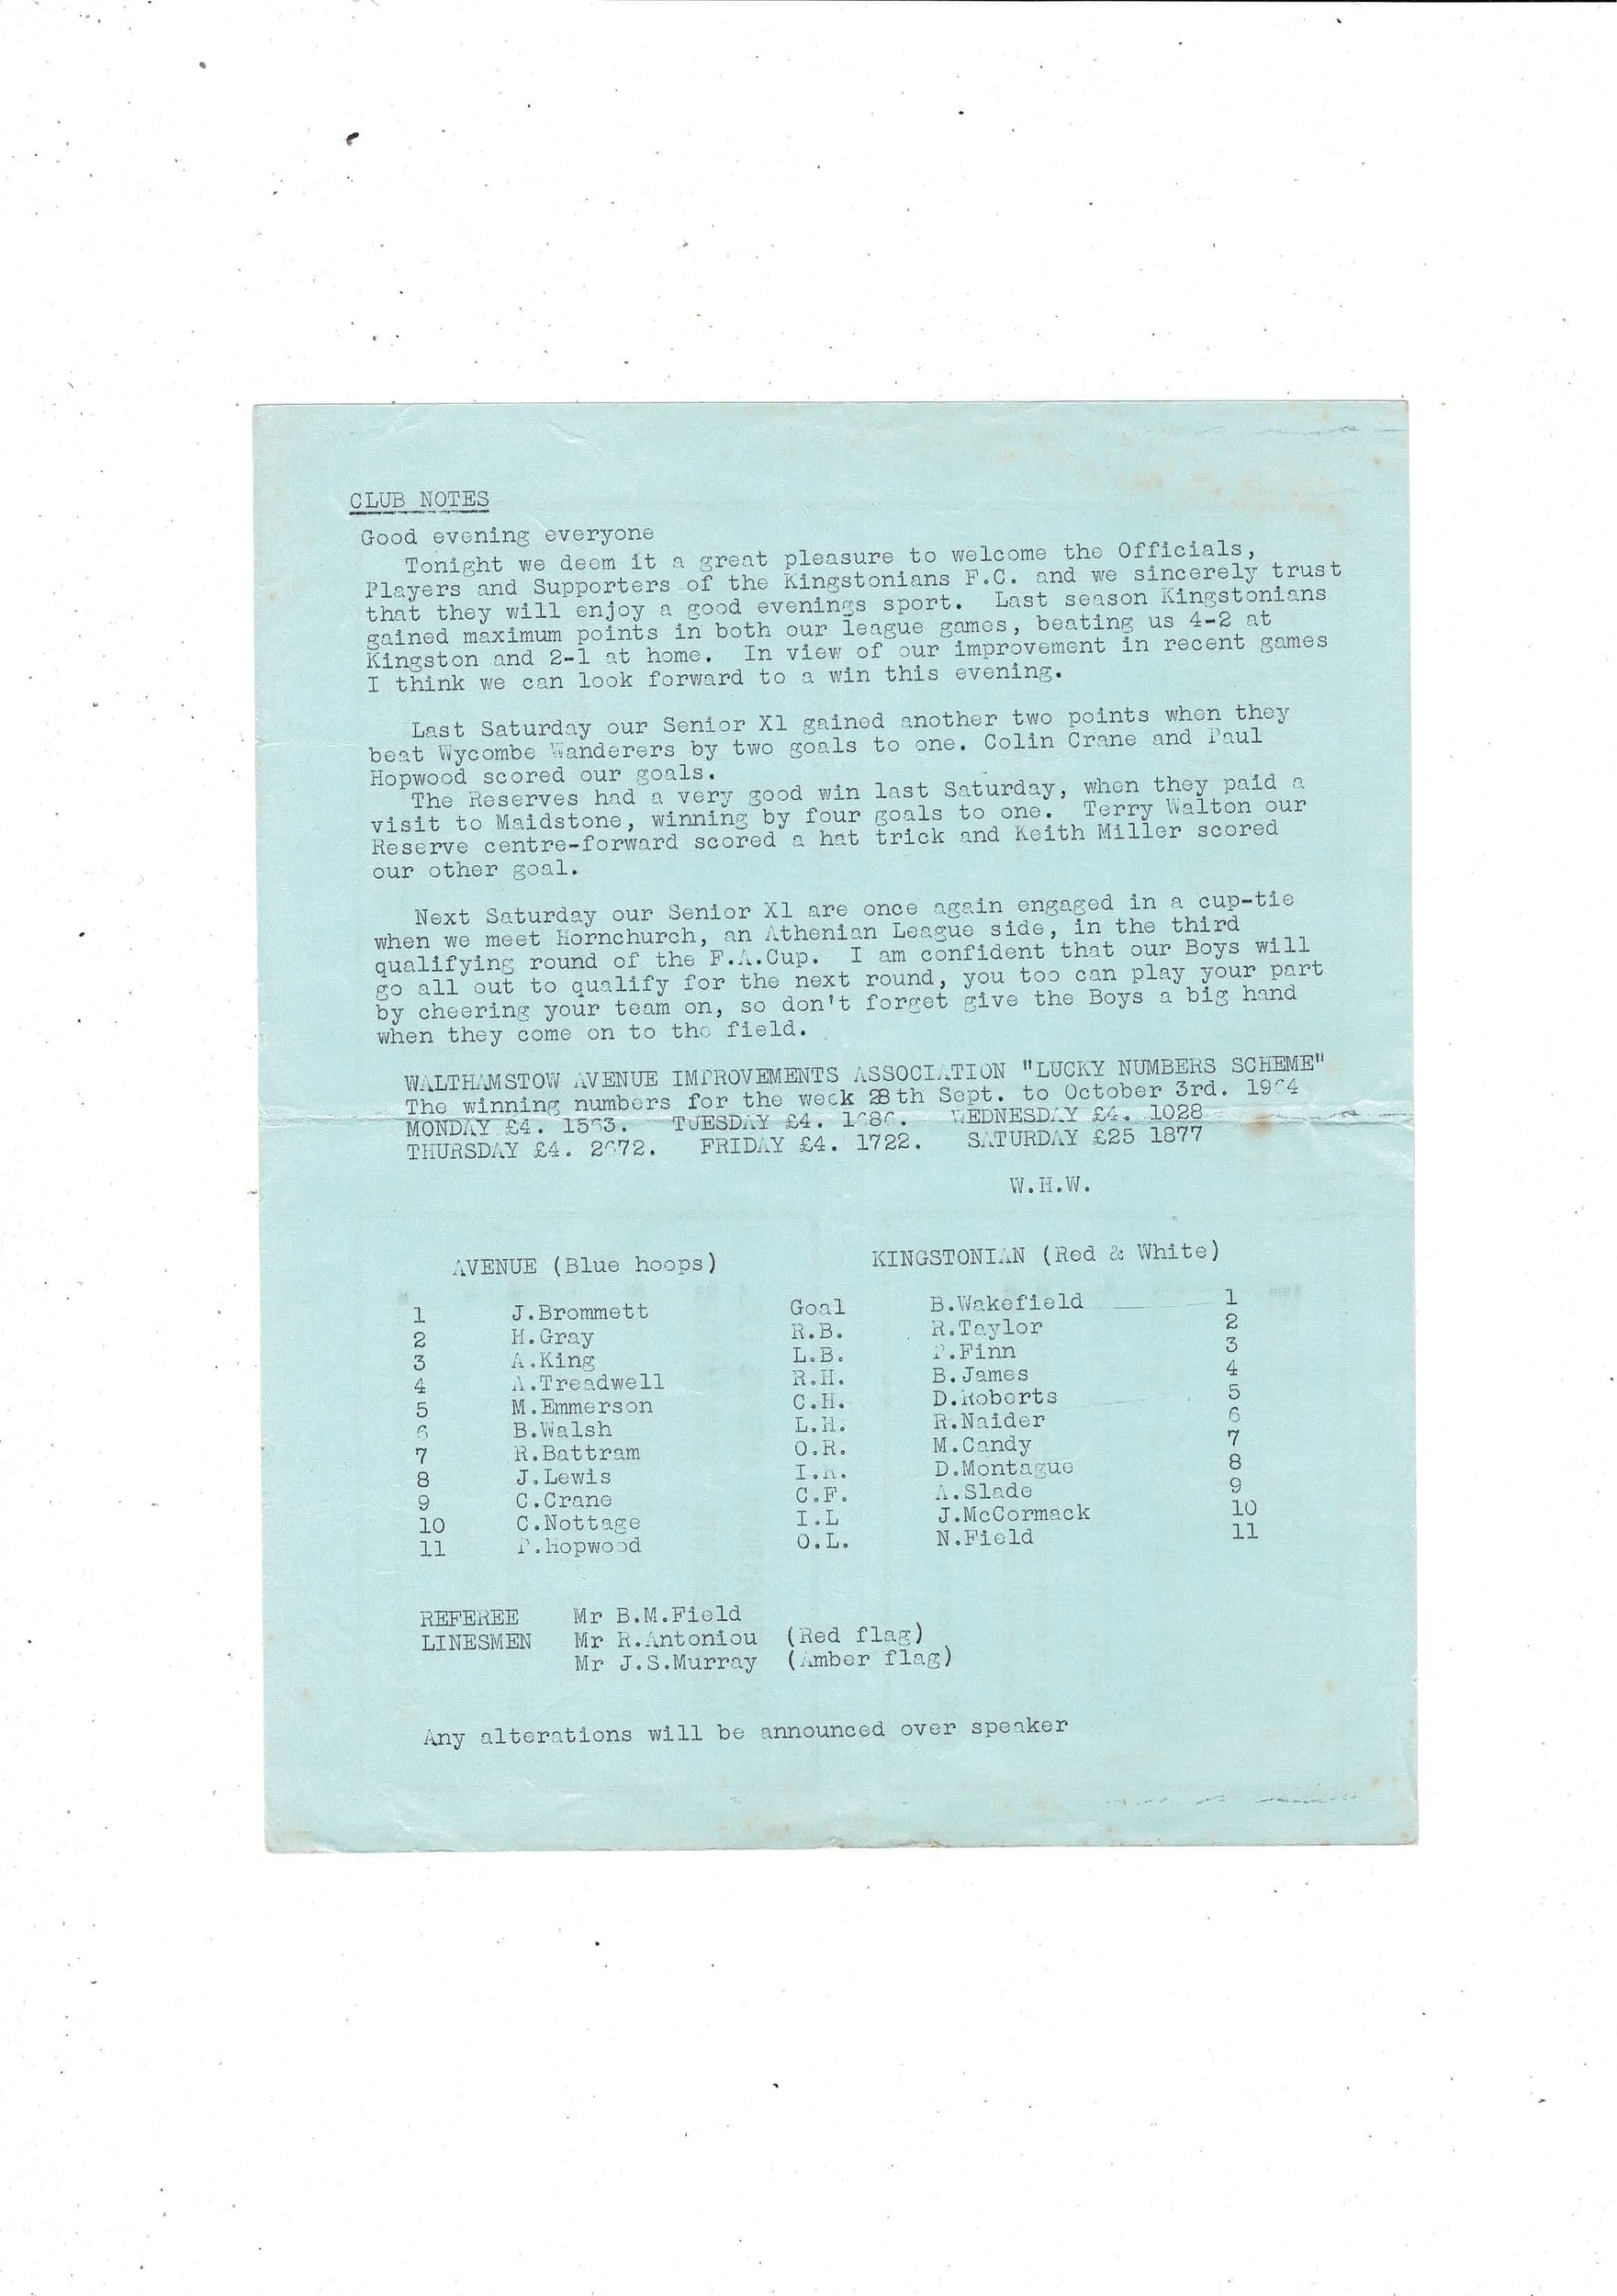 CLUB NOTES
Good evening everyone
Tonight we deem it a great pleasure to welcome the Officials,
Players and Supporters of the Kingstonians F.C. and we sincerely trust
that they will enjoy a good evenings sport. Last season Kingstonians
gained maximum points in both our league games, beating us 4-2 at
Kingston and 2-1 at home. In view of our improvement in recent games
I think we can look forward to a win this evening.
Last Saturday our Senior X1 gained another two points when they
beat Wycombe Wanderers by two goals to one. Colin Crane and Paul
Hopwood scored our goals.
The Reserves had a very good win last Saturday, when they paid a
visit to Maidstone, winning by four goals to one. Terry Walton our
Reserve centre-forward scored a hat trick and Keith Miller scored
our other goal.
Next Saturday our Senior X1 are once again engaged in a cup-tie
when we meet Hornchurch, an Athenian League side, in the third
qualifying round of the F.A.Cup. I am confident that our Boys will
go all out to qualify for the next round, you too can play your part
by cheering your team on, so don't forget give the Boys a big hand
when they come on to the field.
WALTHAMSTOW AVENUE IMPROVEMENTS ASSOCIATION "LUCKY NUMBERS SCHEME"
The winning numbers for the week 28th Sept. to October 3rd. 1964
MONDAY £4. TUESDAY £4. WEDNESDAY £4. 1028
THURSDAY £4. 2672. FRIDAY £4. 1722. SATURDAY £25 1877
W.H.W.
AVENUE (Blue hoops) KINGSTONIAN (Red & White)
1 J.Brommett Goal B.Wakefield 1
2 H.Gray R.B. R.Taylor 2
3 A.King L.B. P.Finn 3
4 A.Treadwell R.H. B.James 4
5 M.Emmerson C.H. D.Roberts 5
6 B.Walsh L.H. R.Naider 6
7 R.Battram O.R. M.Candy 7
8 J.Lewis I.R. D.Montague 8
9 C.Crane C.F. A.Slade 9
10 C.Nottage I.L J.McCormack 10
11 P.Hopwood O.L. N.Field 11
REFEREE Mr B.M.Field
LINESMEN Mr R.Antoniou (Red flag)
Mr J.S.Murray (Amber flag)
Any alterations will be announced over speaker